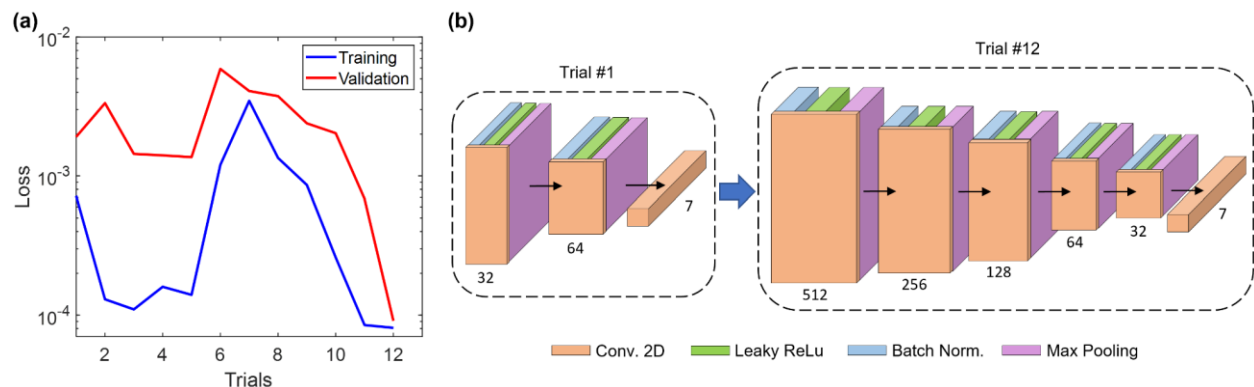 (a)
10^-2
10^-3
10^-4
Loss
2 4 6 8 10 12
Trials
Training
Validation
(b)
Trial #1
32
64
7
Trial #12
512
256
128
64
32
7
Conv. 2D
Leaky ReLu
Batch Norm.
Max Pooling